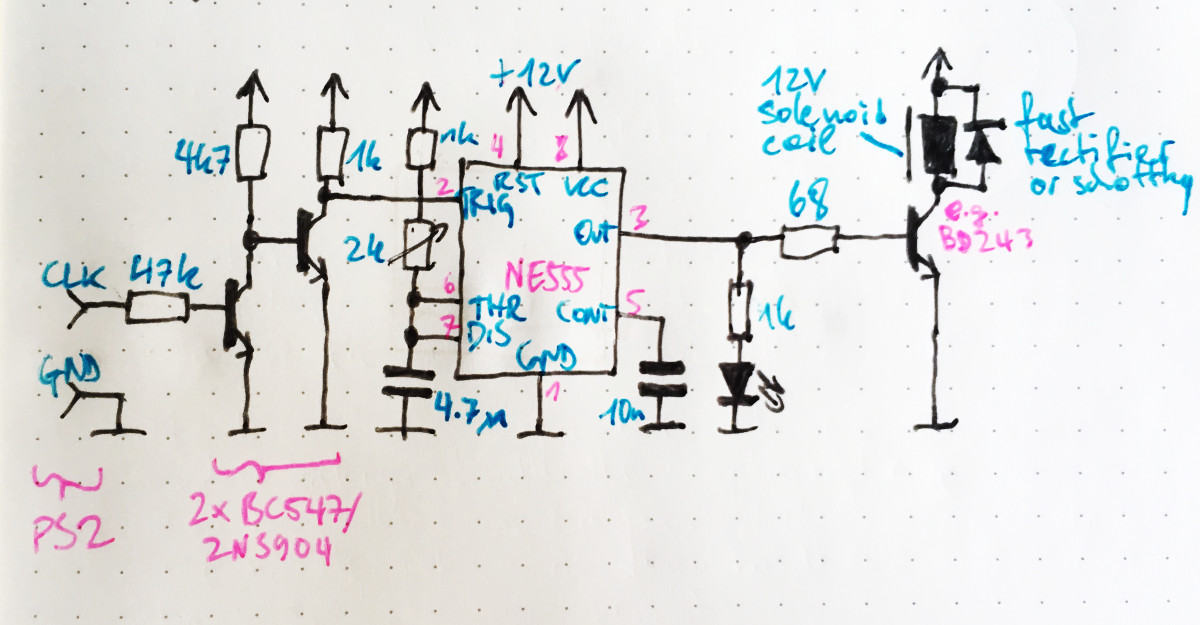 +12V
12V
solenoid
coil
fast
rectifier
or schottky
4k7
1k
1k
4
8
2
RST
VCC
TRIG
68
e.g.
BD243
3
Out
2k
CLK
47k
NE555
6
THR
5
CONT
7
DIS
1k
GND
GND
1
4.7µ
10n
PS2
2x BC547/
2N3904